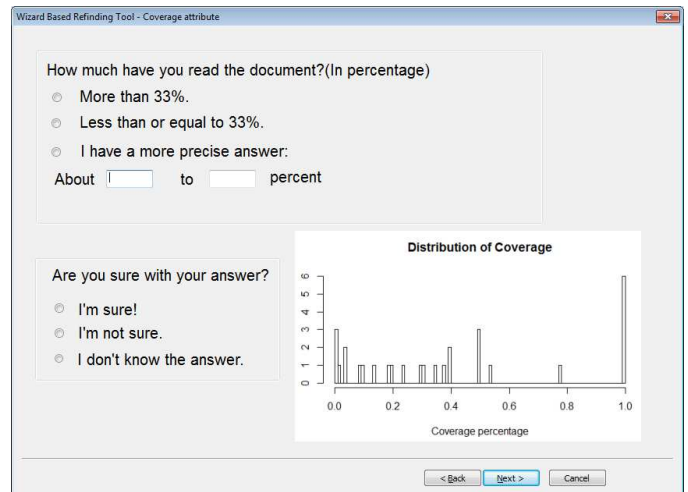 Wizard Based Refinding Tool - Coverage attribute
How much have you read the document?(In percentage)
More than 33%.
Less than or equal to 33%.
I have a more precise answer:
About to percent
Are you sure with your answer?
I'm sure!
I'm not sure.
I don't know the answer.
Distribution of Coverage
6
5
4
3
2
1
0
0.0 0.2 0.4 0.6 0.8 1.0
Coverage percentage
< Back Next > Cancel